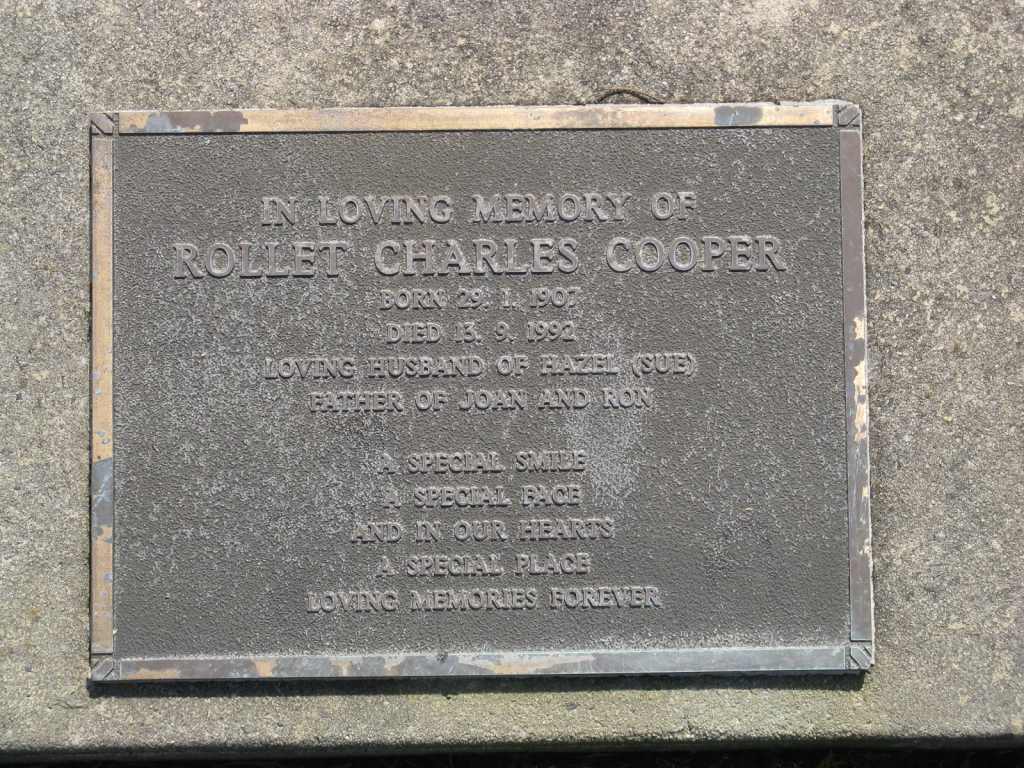 IN LOVING MEMORY OF
ROLLET CHARLES COOPER
BORN 29. 1. 1907
DIED 13. 9. 1992
LOVING HUSBAND OF HAZEL (SUE)
FATHER OF JOAN AND RON
A SPECIAL SMILE
A SPECIAL FACE
AND IN OUR HEARTS
A SPECIAL PLACE
LOVING MEMORIES FOREVER